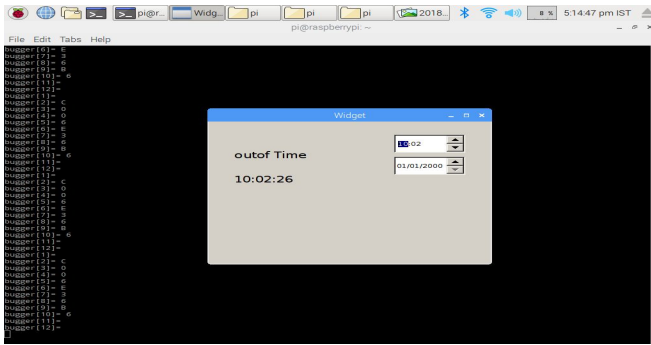 >_ pi@r... Widg... pi pi 2018... 8 % 5:14:47 pm IST
pi@raspberrypi: ~
File Edit Tabs Help
bugger[6]= E
bugger[7]= 3
bugger[8]= 6
bugger[9]= B
bugger[10]= 6
bugger[11]=
bugger[12]=
bugger[1]=
bugger[2]= C
bugger[3]= 0
bugger[4]= 0
bugger[5]= 6
bugger[6]= E
bugger[7]= 3
bugger[8]= 6
bugger[9]= B
bugger[10]= 6
bugger[11]=
bugger[12]=
bugger[1]=
bugger[2]= C
bugger[3]= 0
bugger[4]= 0
bugger[5]= 6
bugger[6]= E
bugger[7]= 3
bugger[8]= 6
bugger[9]= B
bugger[10]= 6
bugger[11]=
bugger[12]=
bugger[1]=
bugger[2]= C
bugger[3]= 0
bugger[4]= 0
bugger[5]= 6
bugger[6]= E
bugger[7]= 3
bugger[8]= 6
bugger[9]= B
bugger[10]= 6
bugger[11]=
bugger[12]=
Widget
10:02
outof Time
01/01/2000
10:02:26